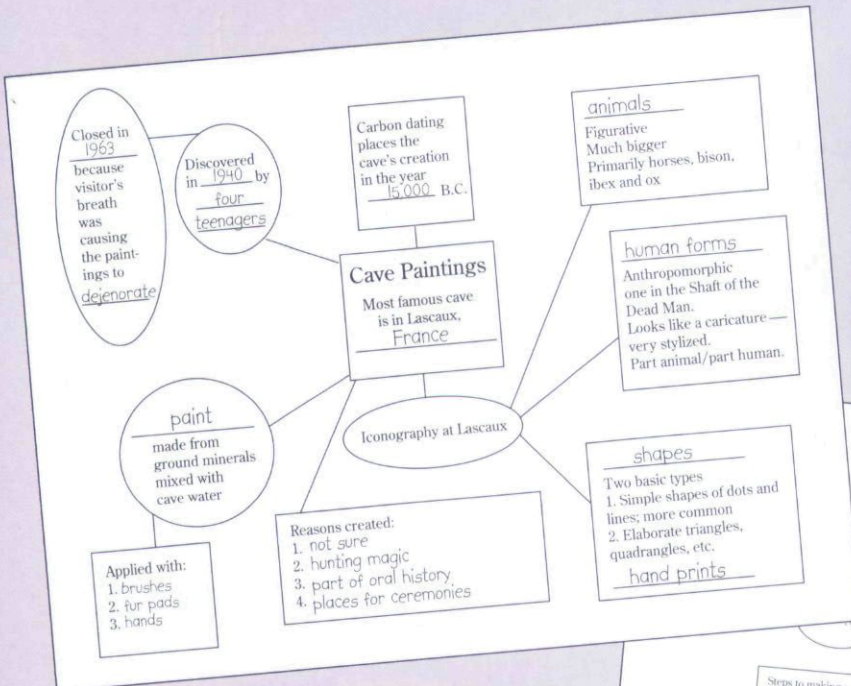 Closed in
1963
because
visitor's
breath
was
causing
the paint-
ings to
dejenorate
Discovered
in 1940 by
four
teenagers
Carbon dating
places the
cave's creation
in the year
15,000 B.C.
animals
Figurative
Much bigger
Primarily horses, bison,
ibex and ox
Cave Paintings
Most famous cave
is in Lascaux,
France
human forms
Anthropomorphic
one in the Shaft of the
Dead Man.
Looks like a caricature—
very stylized.
Part animal/part human.
paint
made from
ground minerals
mixed with
cave water
Iconography at Lascaux
shapes
Two basic types
1. Simple shapes of dots and
lines; more common
2. Elaborate triangles,
quadrangles, etc.
hand prints
Applied with:
1. brushes
2. fur pads
3. hands
Reasons created:
1. not sure
2. hunting magic
3. part of oral history
4. places for ceremonies
Steps to making